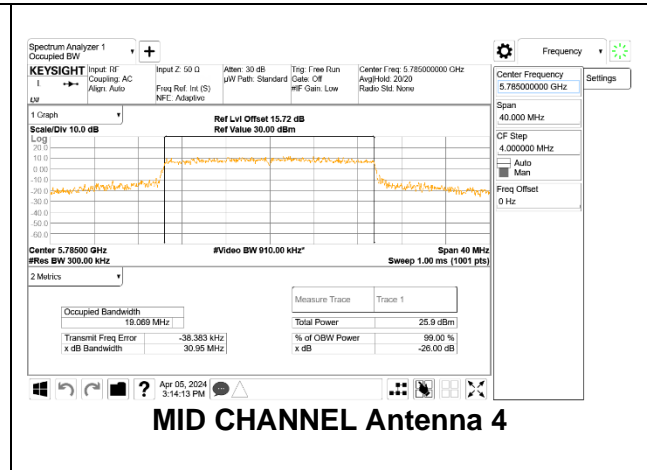 Spectrum Analyzer 1
Occupied BW
+
Frequency
KEYSIGHT
Input: RF
Coupling: AC
Align: Auto
Input Z: 50 Ω
Freq Ref: Int (S)
NFE: Adaptive
Atten: 30 dB
µW Path: Standard
Trig: Free Run
Gate: Off
#IF Gain: Low
Center Freq: 5.785000000 GHz
Avg|Hold: 20/20
Radio Std: None
Center Frequency
5.785000000 GHz
Settings
Span
40.000 MHz
CF Step
4.000000 MHz
Auto
Man
Freq Offset
0 Hz
1 Graph
Scale/Div 10.0 dB
Ref Lvl Offset 15.72 dB
Ref Value 30.00 dBm
Log
20.0
10.0
0.00
-10.0
-20.0
-30.0
-40.0
-50.0
-60.0
Center 5.78500 GHz
#Video BW 910.00 kHz*
Span 40 MHz
#Res BW 300.00 kHz
Sweep 1.00 ms (1001 pts)
2 Metrics
Measure Trace
Trace 1
Occupied Bandwidth
19.069 MHz
Total Power
25.9 dBm
Transmit Freq Error
-38.383 kHz
% of OBW Power
99.00 %
x dB Bandwidth
30.95 MHz
x dB
-26.00 dB
?
Apr 05, 2024
3:14:13 PM
MID CHANNEL Antenna 4